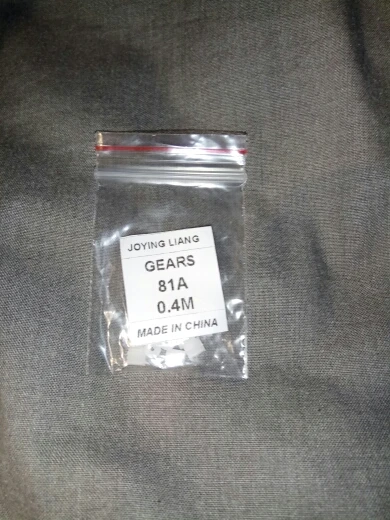 JOYING LIANG
GEARS
81A
0.4M
MADE IN CHINA